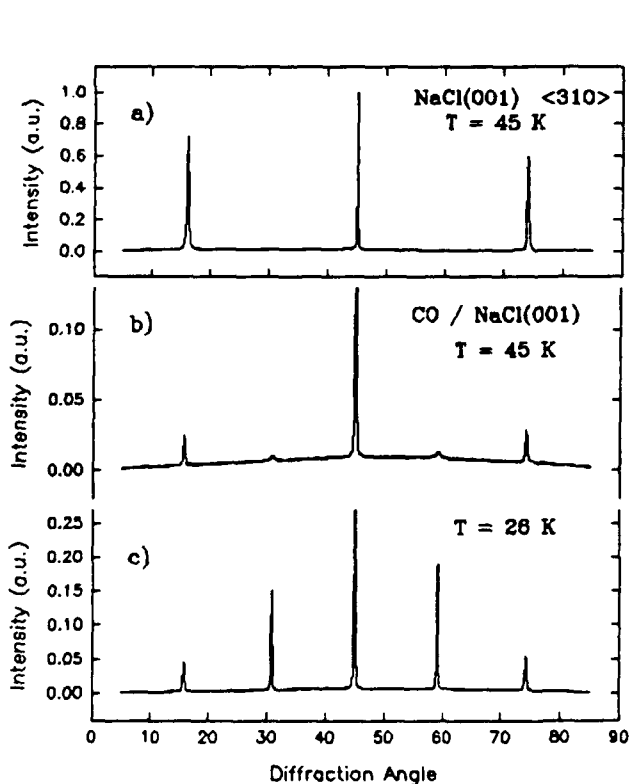 a)
NaCl(001) <310>
T = 45 K
Intensity (a.u.)
1.0
0.8
0.6
0.4
0.2
0.0
b)
CO / NaCl(001)
T = 45 K
Intensity (a.u.)
0.10
0.05
0.00
c)
T = 26 K
Intensity (a.u.)
0.25
0.20
0.15
0.10
0.05
0.00
0 10 20 30 40 50 60 70 80 90
Diffraction Angle